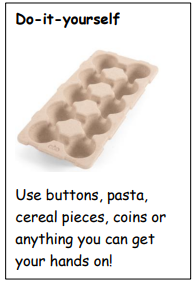 Do-it-yourself
Use buttons, pasta,
cereal pieces, coins or
anything you can get
your hands on!